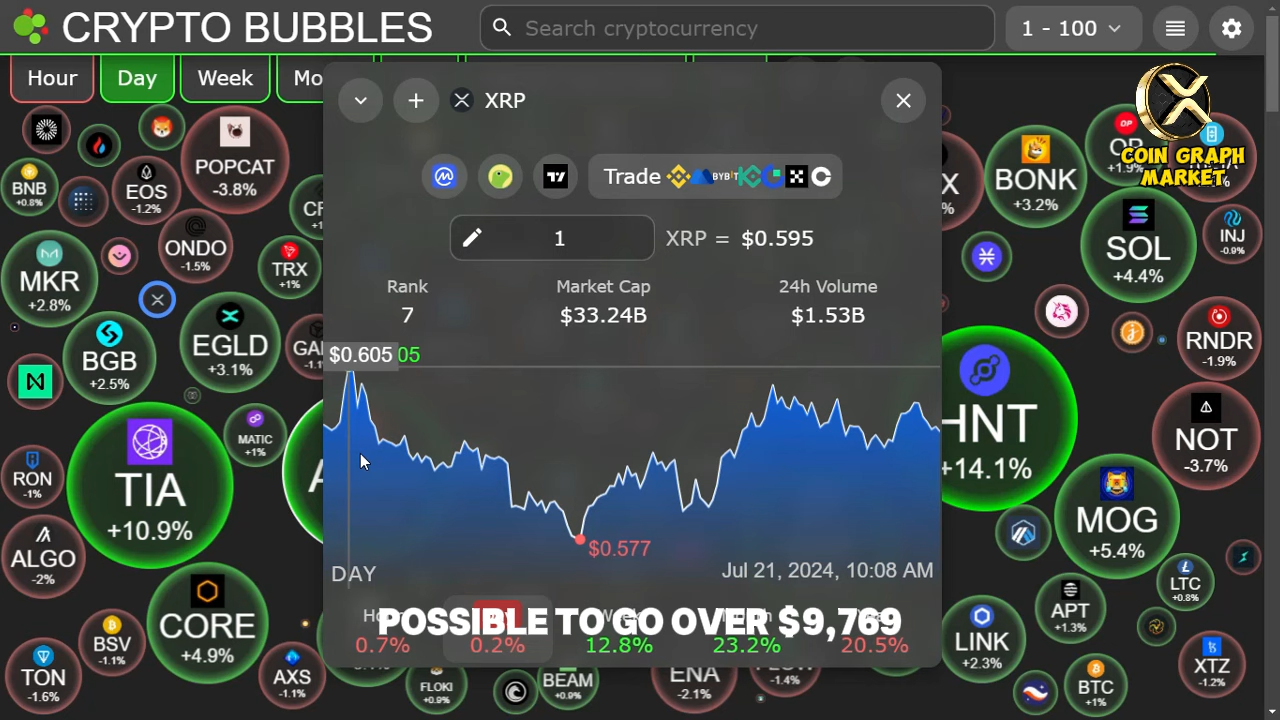 CRYPTO BUBBLES
Search cryptocurrency
1 - 100
Hour
Day
Week
XRP
COIN GRAPH
MARKET
Trade
BYBIT
1
XRP = $0.595
Rank
Market Cap
24h Volume
7
$33.24B
$1.53B
$0.605
05
$0.577
DAY
Jul 21, 2024, 10:08 AM
POSSIBLE TO GO OVER $9,769
0.7%
0.2%
12.8%
23.2%
20.5%
POPCAT
-3.8%
BNB
+0.8%
EOS
-1.2%
ONDO
-1.5%
TRX
+1%
MKR
+2.8%
BGB
+2.5%
EGLD
+3.1%
MATIC
+1%
TIA
+10.9%
RON
-1%
ALGO
-2%
CORE
+4.9%
BSV
-1.1%
TON
-1.6%
AXS
-1.1%
FLOKI
+0.9%
BEAM
+0.9%
ENA
-2.1%
-1.4%
BONK
+3.2%
OP
+1.9%
SOL
+4.4%
INJ
-0.9%
RNDR
-1.9%
HNT
+14.1%
NOT
-3.7%
MOG
+5.4%
LTC
+0.8%
APT
+1.3%
LINK
+2.3%
BTC
+1%
XTZ
-1.2%